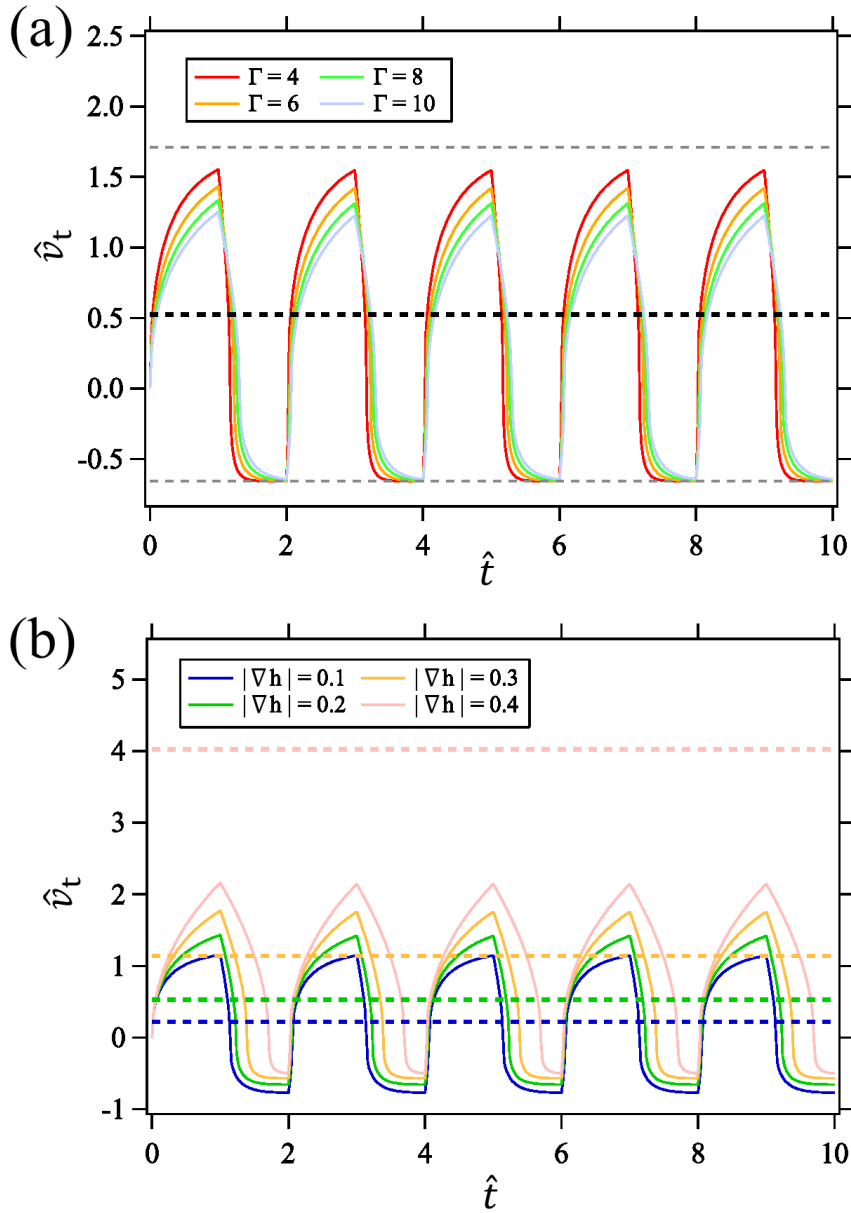 (a)
2.5
2.0
1.5
1.0
0.5
0.0
-0.5
Γ = 4
Γ = 8
Γ = 6
Γ = 10
v̂t
0 2 4 6 8 10
t̂
(b)
5
4
3
2
1
0
-1
|∇h| = 0.1
|∇h| = 0.3
|∇h| = 0.2
|∇h| = 0.4
v̂t
0 2 4 6 8 10
t̂